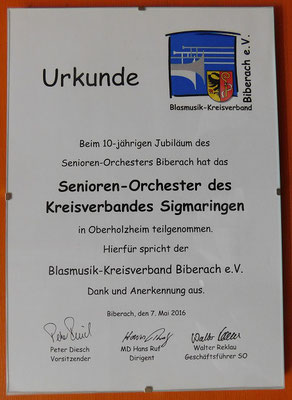 Urkunde
Biberach e.V.
Blasmusik-Kreisverband
Beim 10-jährigen Jubiläum des
Senioren-Orchesters Biberach hat das
Senioren-Orchester des
Kreisverbandes Sigmaringen
in Oberholzheim teilgenommen.
Hierfür spricht der
Blasmusik-Kreisverband Biberach e.V.
Dank und Anerkennung aus.
Biberach, den 7. Mai 2016
Peter Diesch
Vorsitzender
MD Hans Ruf
Dirigent
Walter Reklau
Geschäftsführer SO